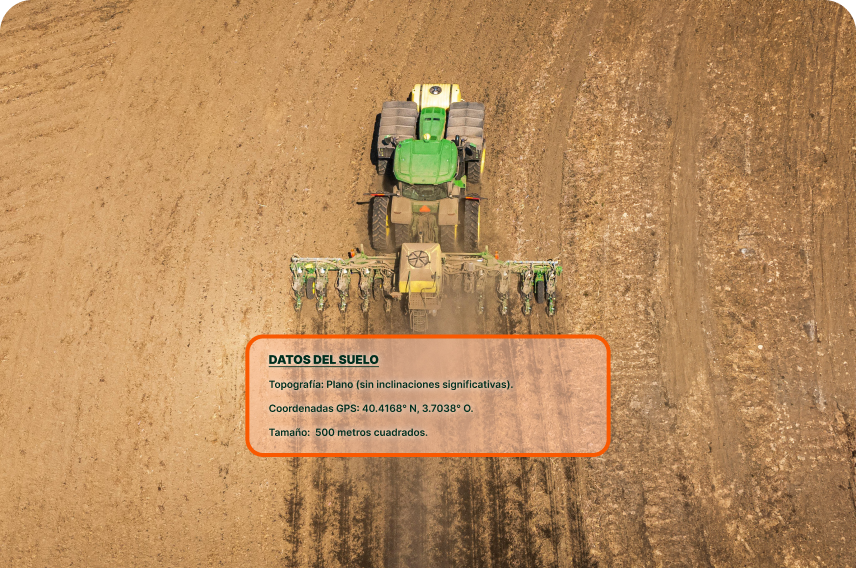 DATOS DEL SUELO
Topografía: Plano (sin inclinaciones significativas).
Coordenadas GPS: 40.4168° N, 3.7038° O.
Tamaño:  500 metros cuadrados.